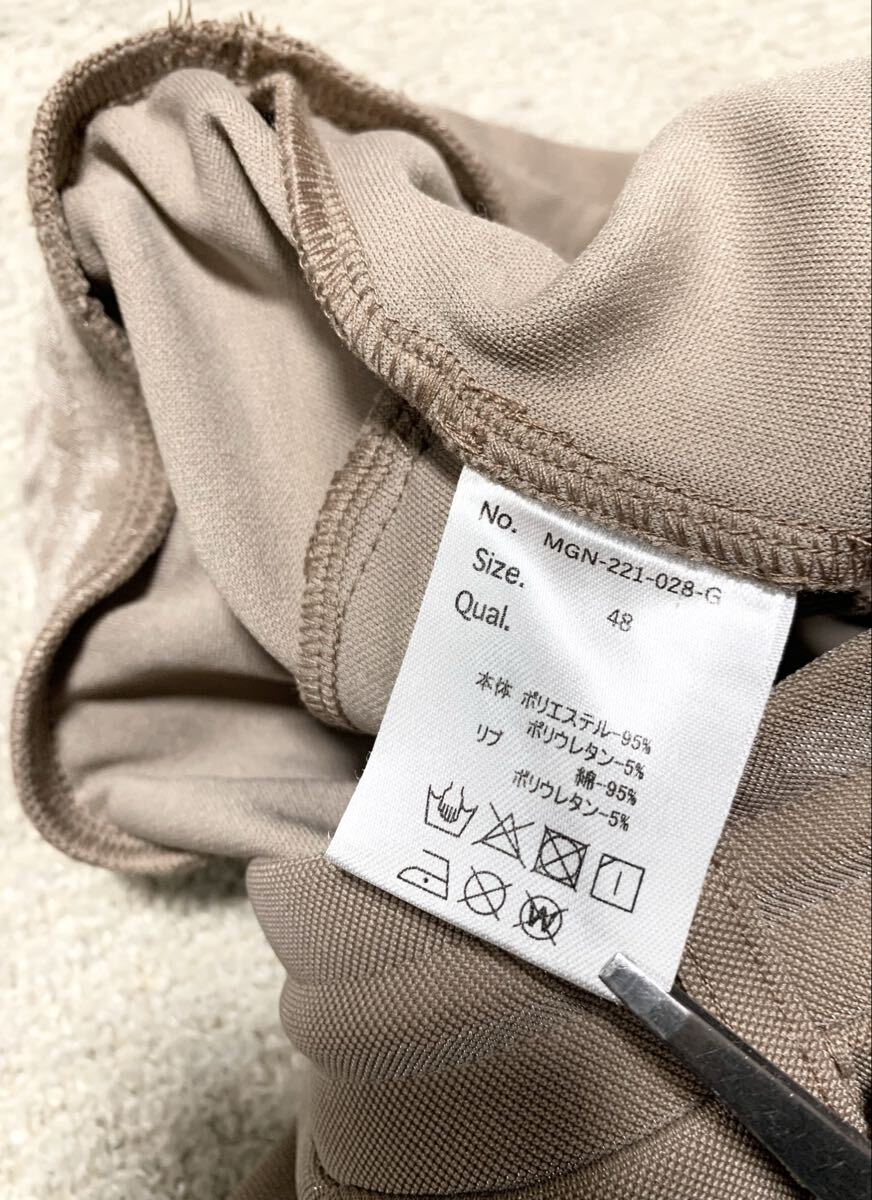 No. MGN-221-028-G
Size. 48
Qual.
本体 ポリエステル-95%
ポリウレタン-5%
リブ 綿-95%
ポリウレタン-5%
W